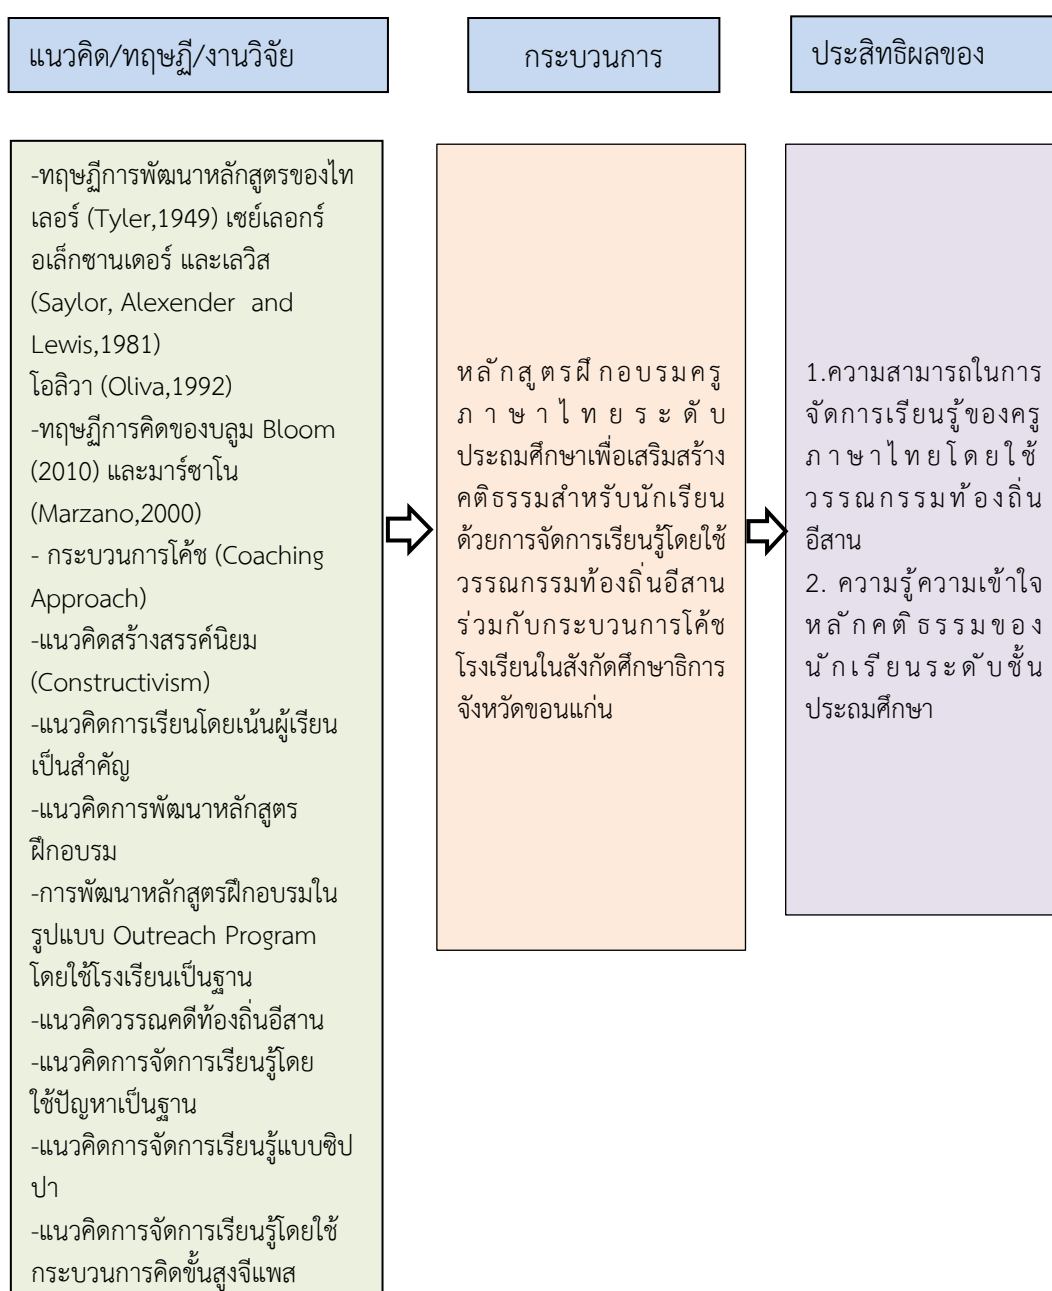 แนวคิด/ทฤษฎี/งานวิจัย
กระบวนการ
ประสิทธิผลของ
-ทฤษฎีการพัฒนาหลักสูตรของไท
เลอร์ (Tyler,1949) เซย์เลอกร์
อเล็กซานเดอร์ และเลวิส
(Saylor, Alexender and
Lewis,1981)
โอลิวา (Oliva,1992)
-ทฤษฎีการคิดของบลูม Bloom
(2010) และมาร์ซาโน
(Marzano,2000)
- กระบวนการโค้ช (Coaching
Approach)
-แนวคิดสร้างสรรค์นิยม
(Constructivism)
-แนวคิดการเรียนโดยเน้นผู้เรียน
เป็นสำคัญ
-แนวคิดการพัฒนาหลักสูตร
ฝึกอบรม
-การพัฒนาหลักสูตรฝึกอบรมใน
รูปแบบ Outreach Program
โดยใช้โรงเรียนเป็นฐาน
-แนวคิดวรรณคดีท้องถิ่นอีสาน
-แนวคิดการจัดการเรียนรู้โดย
ใช้ปัญหาเป็นฐาน
-แนวคิดการจัดการเรียนรู้แบบซิป
ปา
-แนวคิดการจัดการเรียนรู้โดยใช้
กระบวนการคิดขั้นสูงจีแพส
หลักสูตรฝึกอบรมครู
ภาษาไทยระดับ
ประถมศึกษาเพื่อเสริมสร้าง
คติธรรมสำหรับนักเรียน
ด้วยการจัดการเรียนรู้โดยใช้
วรรณกรรมท้องถิ่นอีสาน
ร่วมกับกระบวนการโค้ช
โรงเรียนในสังกัดศึกษาธิการ
จังหวัดขอนแก่น
1.ความสามารถในการ
จัดการเรียนรู้ของครู
ภาษาไทยโดยใช้
วรรณกรรมท้องถิ่น
อีสาน
2. ความรู้ความเข้าใจ
หลักคติธรรมของ
นักเรียนระดับชั้น
ประถมศึกษา